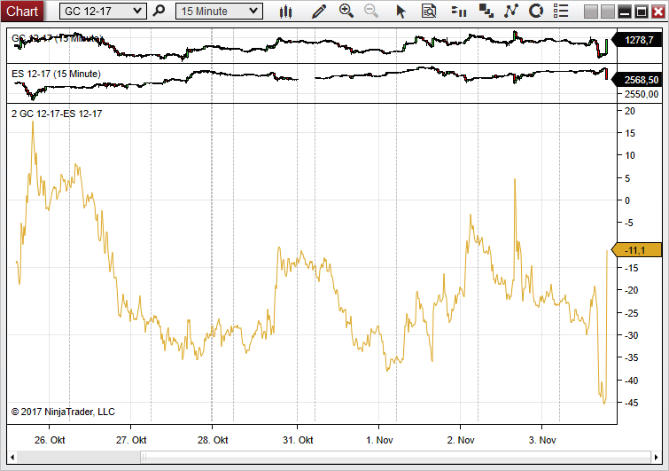 Chart GC 12-17 15 Minute
GC 12-17 (15 Minute)
1278,7
ES 12-17 (15 Minute)
2568,50
2550,00
2 GC 12-17-ES 12-17
20
15
10
5
0
-5
-11,1
-15
-20
-25
-30
-35
-40
-45
© 2017 NinjaTrader, LLC
26. Okt 27. Okt 28. Okt 31. Okt 1. Nov 2. Nov 3. Nov